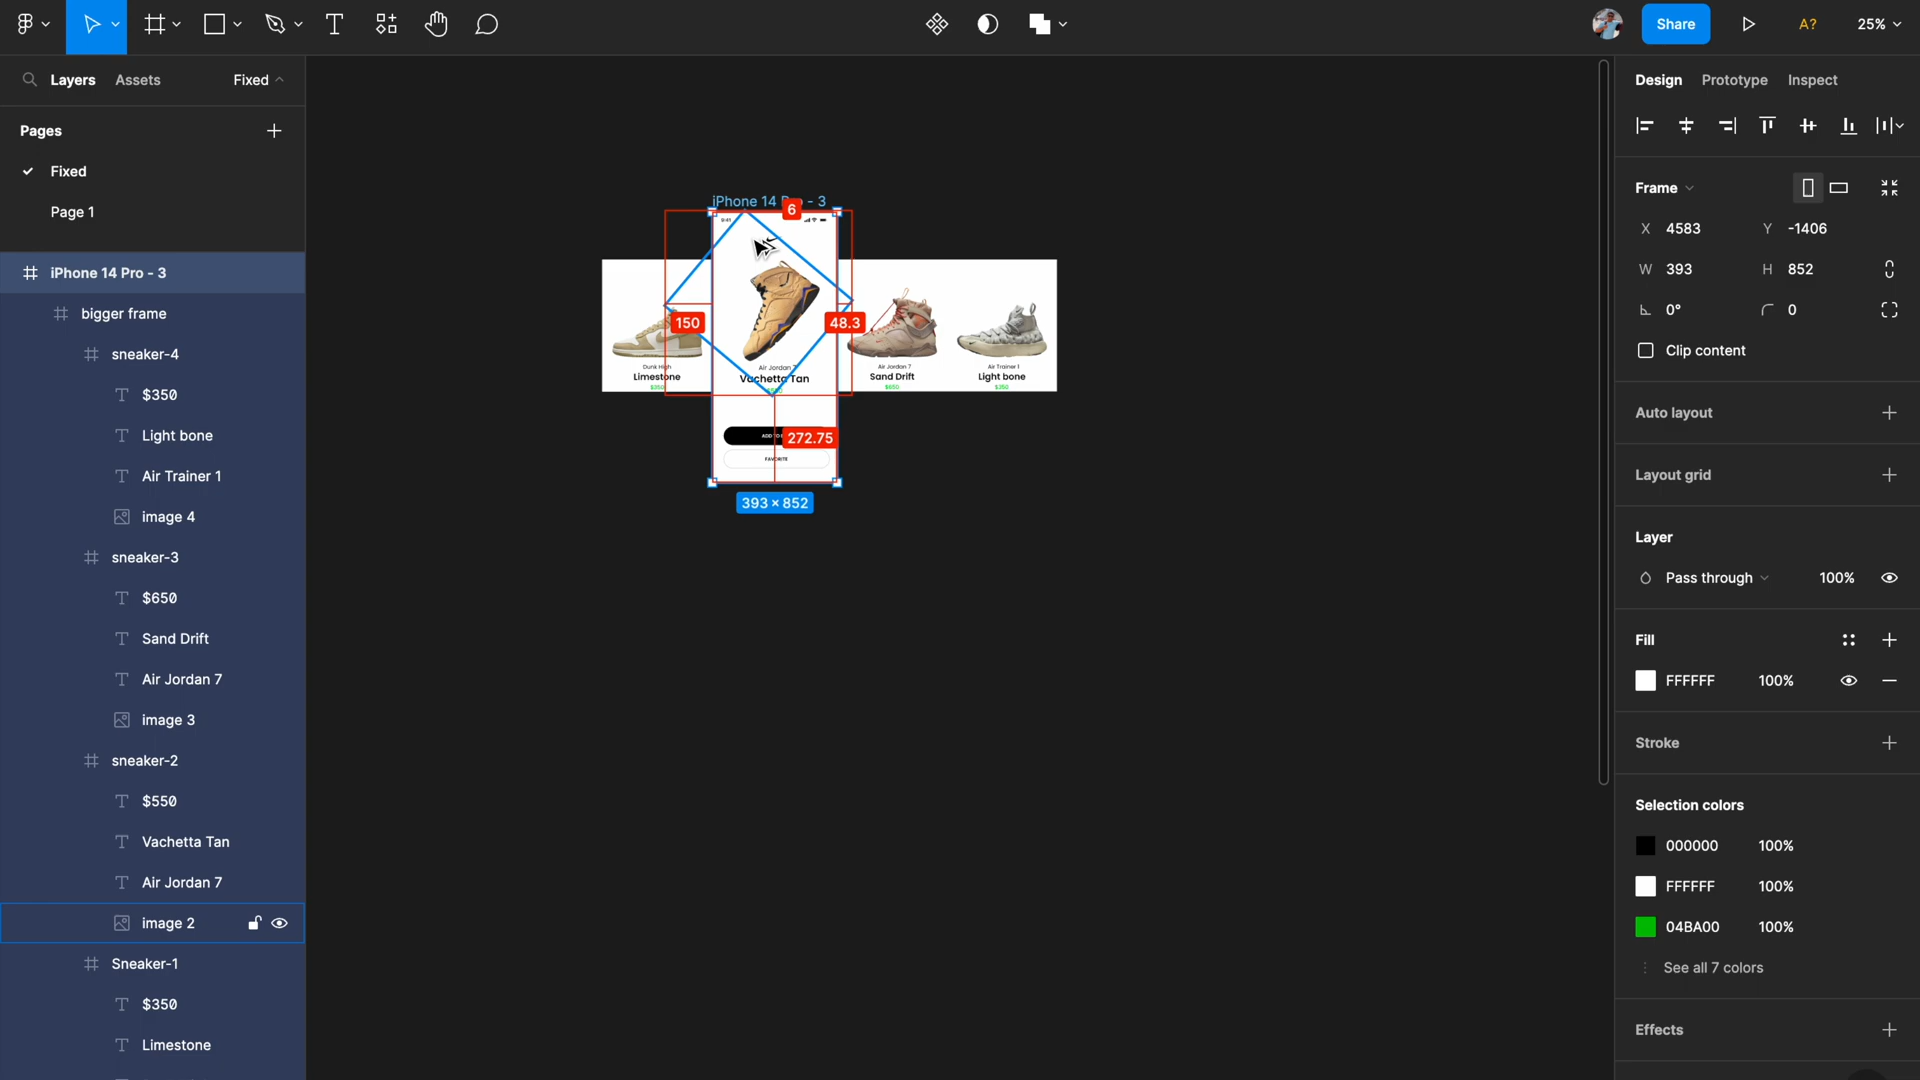 Share
A?
25%
Layers
Assets
Fixed
Pages
Fixed
Page 1
iPhone 14 Pro - 3
bigger frame
sneaker-4
$350
Light bone
Air Trainer 1
image 4
sneaker-3
$650
Sand Drift
Air Jordan 7
image 3
sneaker-2
$550
Vachetta Tan
Air Jordan 7
image 2
Sneaker-1
$350
Limestone
iPhone 14 P - 3
6
9:41
150
48.3
Dunk High
Limestone
$350
Air Jordan 7
Vachetta Tan
Air Jordan 7
Sand Drift
$650
Air Trainer 1
Light bone
$350
272.75
FAVORITE
393 × 852
Design
Prototype
Inspect
Frame
X 4583
Y -1406
W 393
H 852
0°
0
Clip content
Auto layout
Layout grid
Layer
Pass through
100%
Fill
FFFFFF
100%
Stroke
Selection colors
000000
100%
FFFFFF
100%
04BA00
100%
See all 7 colors
Effects